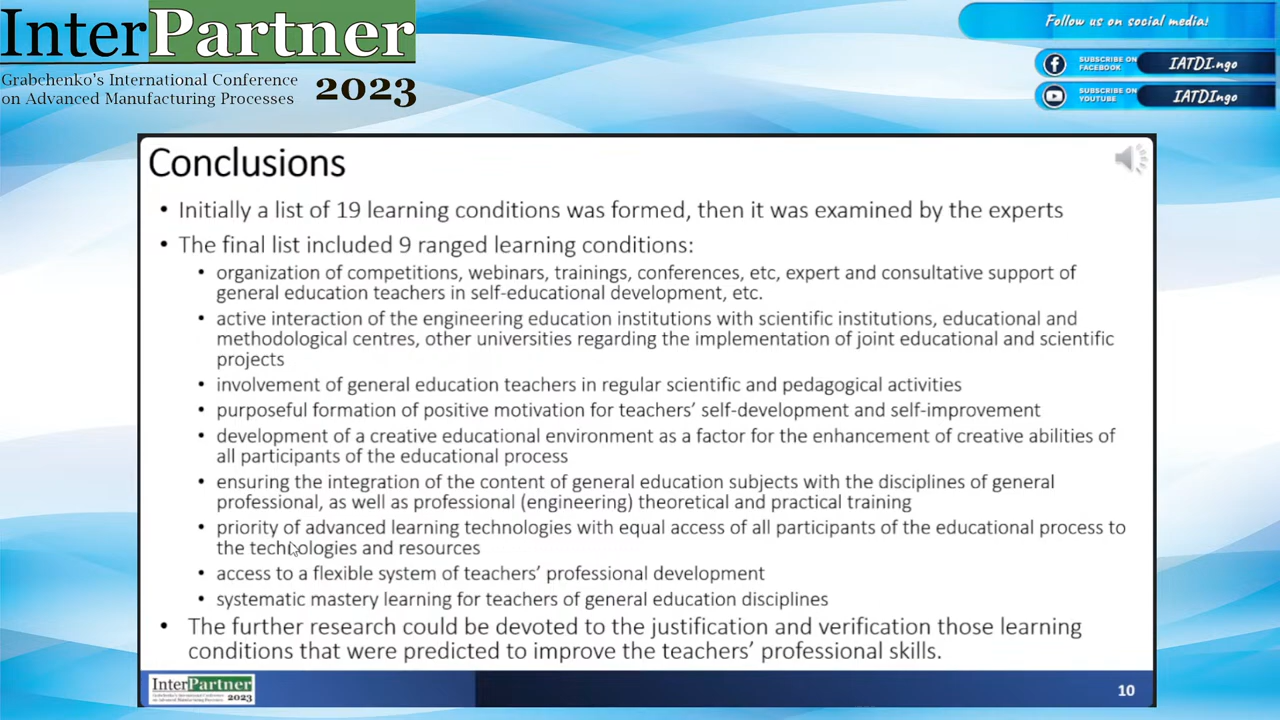 InterPartner
Grabchenko's International Conference
on Advanced Manufacturing Processes
2023
Follow us on social media!
SUBSCRIBE ON
FACEBOOK
IATDI.ngo
SUBSCRIBE ON
YOUTUBE
IATDIngo
Conclusions
• Initially a list of 19 learning conditions was formed, then it was examined by the experts
• The final list included 9 ranged learning conditions:
• organization of competitions, webinars, trainings, conferences, etc, expert and consultative support of
general education teachers in self-educational development, etc.
• active interaction of the engineering education institutions with scientific institutions, educational and
methodological centres, other universities regarding the implementation of joint educational and scientific
projects
• involvement of general education teachers in regular scientific and pedagogical activities
• purposeful formation of positive motivation for teachers' self-development and self-improvement
• development of a creative educational environment as a factor for the enhancement of creative abilities of
all participants of the educational process
• ensuring the integration of the content of general education subjects with the disciplines of general
professional, as well as professional (engineering) theoretical and practical training
• priority of advanced learning technologies with equal access of all participants of the educational process to
the technologies and resources
• access to a flexible system of teachers' professional development
• systematic mastery learning for teachers of general education disciplines
• The further research could be devoted to the justification and verification those learning
conditions that were predicted to improve the teachers' professional skills.
InterPartner
Grabchenko's International Conference
on Advanced Manufacturing Processes
2023
10